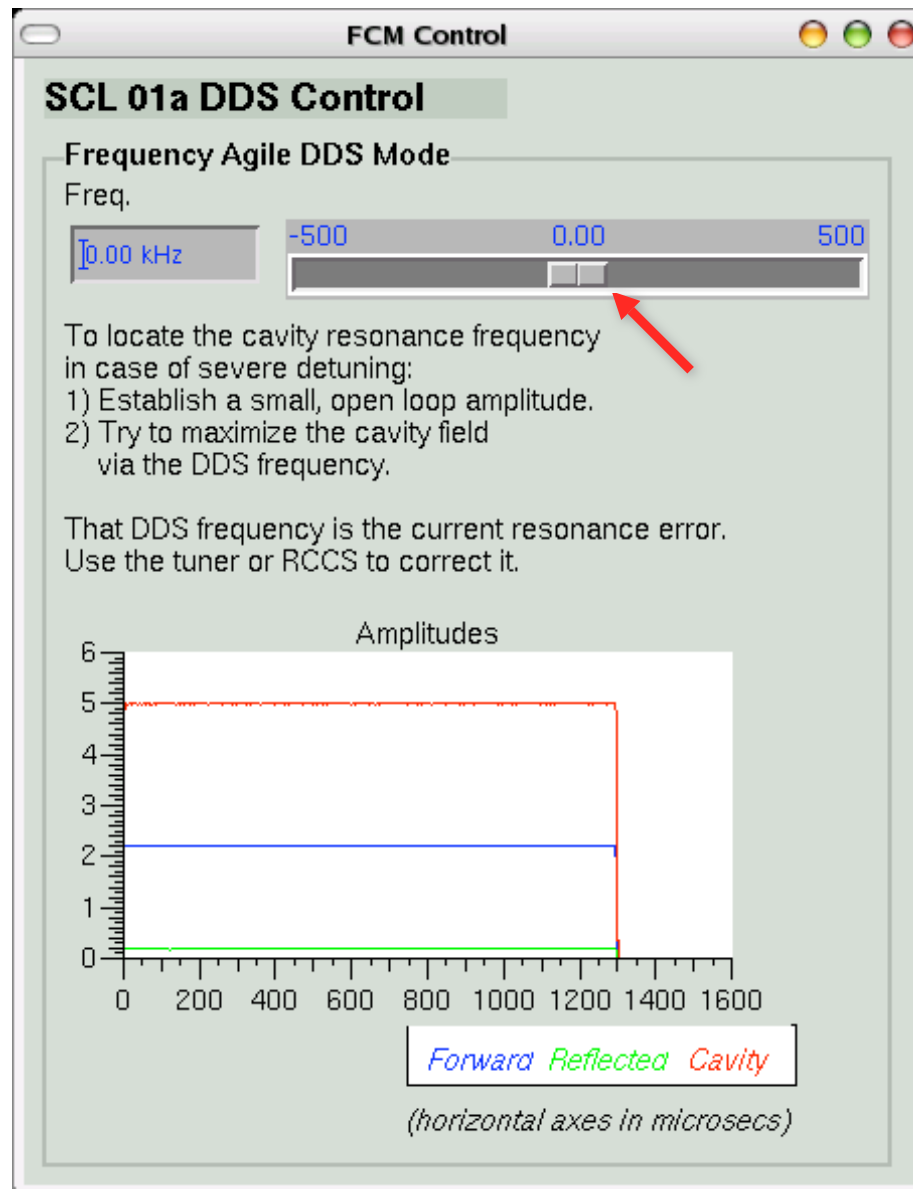 FCM Control
SCL 01a DDS Control
Frequency Agile DDS Mode
Freq.
0.00 kHz
-500 0.00 500
To locate the cavity resonance frequency
in case of severe detuning:
1) Establish a small, open loop amplitude.
2) Try to maximize the cavity field
via the DDS frequency.
That DDS frequency is the current resonance error.
Use the tuner or RCCS to correct it.
Amplitudes
6
5
4
3
2
1
0
0 200 400 600 800 1000 1200 1400 1600
Forward Reflected Cavity
(horizontal axes in microsecs)